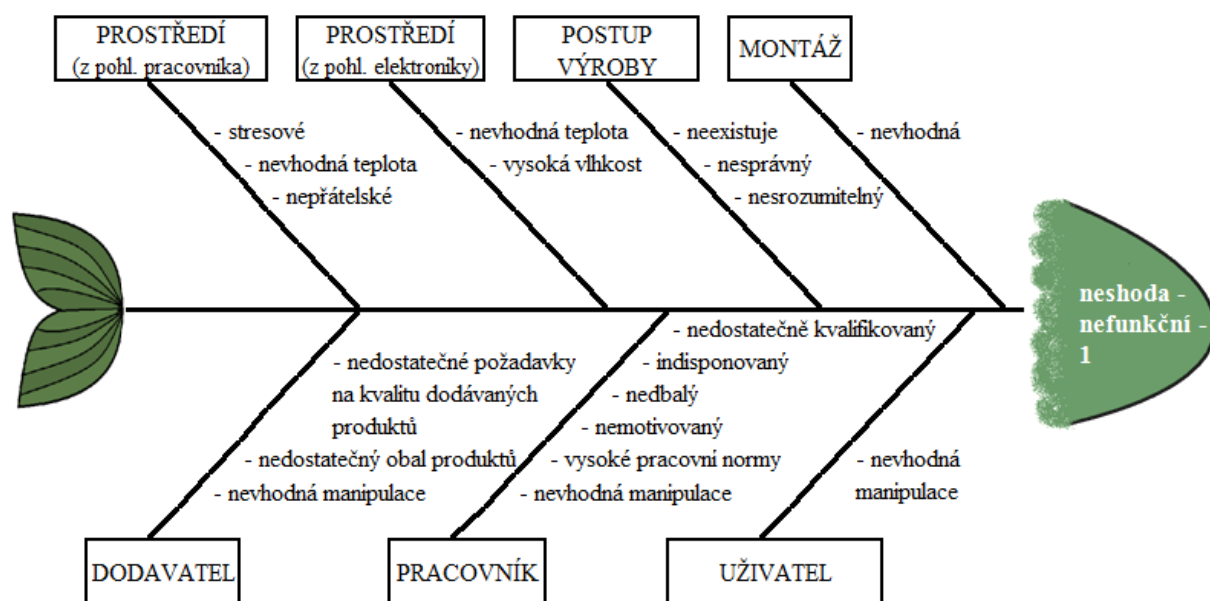 PROSTŘEDÍ
(z pohl. pracovníka)
PROSTŘEDÍ
(z pohl. elektroniky)
POSTUP
VÝROBY
MONTÁŽ
- stresové
- nevhodná teplota
- nepřátelské
- nevhodná teplota
- vysoká vlhkost
- neexistuje
- nesprávný
- nesrozumitelný
- nevhodná
neshoda -
nefunkční -
1
- nedostatečné požadavky
na kvalitu dodávaných
produktů
- nedostatečný obal produktů
- nevhodná manipulace
- nedostatečně kvalifikovaný
- indisponovaný
- nedbalý
- nemotivovaný
- vysoké pracovní normy
- nevhodná manipulace
- nevhodná
manipulace
DODAVATEL
PRACOVNÍK
UŽIVATEL